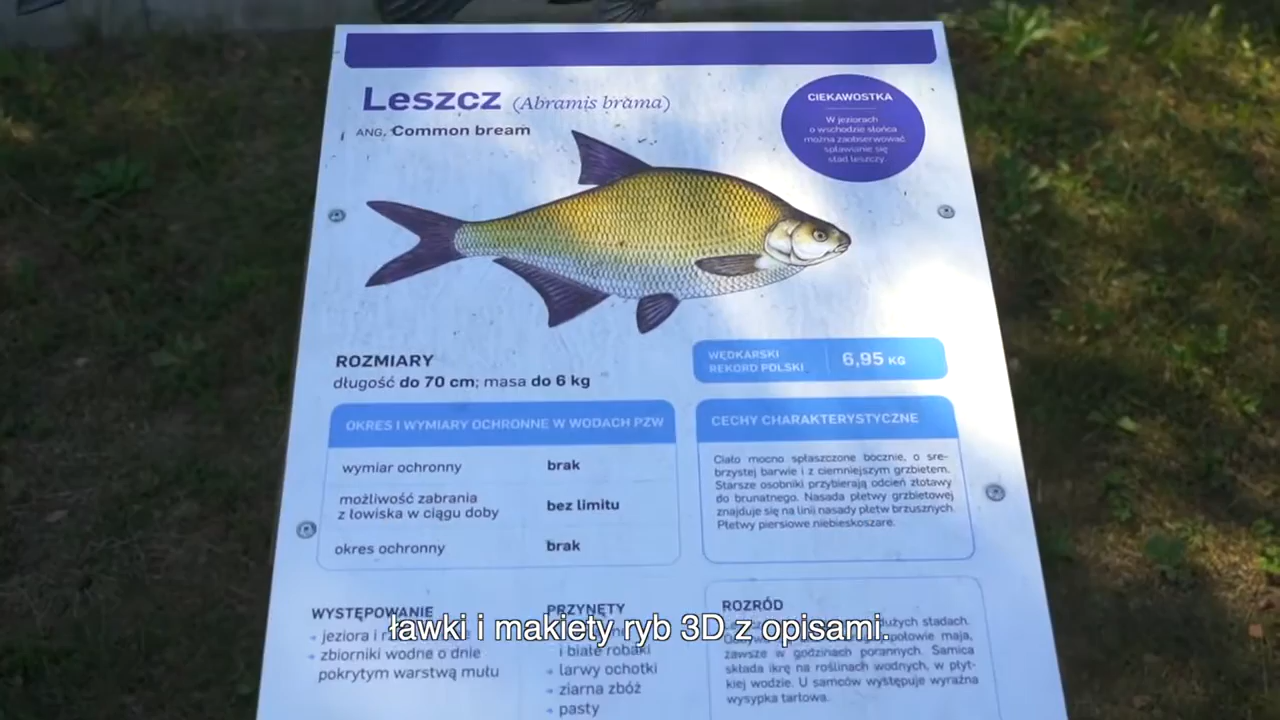 Leszcz (Abramis brama)
ANG. Common bream
CIEKAWOSTKA
W jeziorach
o wschodzie słońca
można zaobserwować
spławianie się
stad leszczy.
ROZMIARY
długość do 70 cm; masa do 6 kg
WĘDKARSKI
REKORD POLSKI
6,95 KG
OKRES I WYMIARY OCHRONNE W WODACH PZW
wymiar ochronny brak
możliwość zabrania
z łowiska w ciągu doby
bez limitu
okres ochronny brak
CECHY CHARAKTERYSTYCZNE
Ciało mocno spłaszczone bocznie, o sre-
brzystej barwie i z ciemniejszym grzbietem.
Starsze osobniki przybierają odcień złotawy
do brunatnego. Nasada płetwy grzbietowej
znajduje się na linii nasady płetw brzusznych.
Płetwy piersiowe niebieskoszare.
WYSTĘPOWANIE
jeziora i
zbiorniki wodne o dnie
pokrytym warstwą mułu
PRZYNĘTY
i białe robaki
larwy ochotki
ziarna zbóż
pasty
ROZRÓD
dużych stadach.
połowie maja,
zawsze w godzinach porannych. Samica
składa ikrę na roślinach wodnych, w płyt-
kiej wodzie. U samców występuje wyraźna
wysypka tarłowa.
ławki i makiety ryb 3D z opisami.